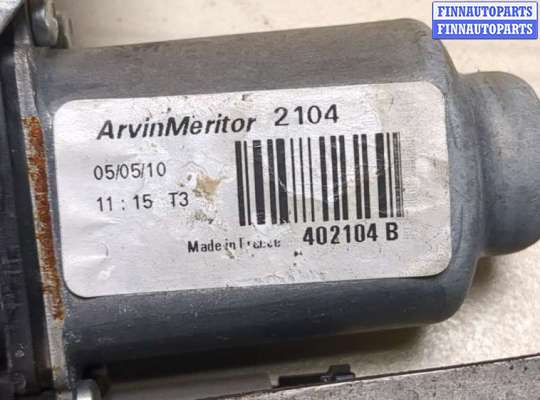 FINNAUTOPARTS
FINNAUTOPARTS
ArvinMeritor 2104
05/05/10
11:15 T3
Made in France 402104 B